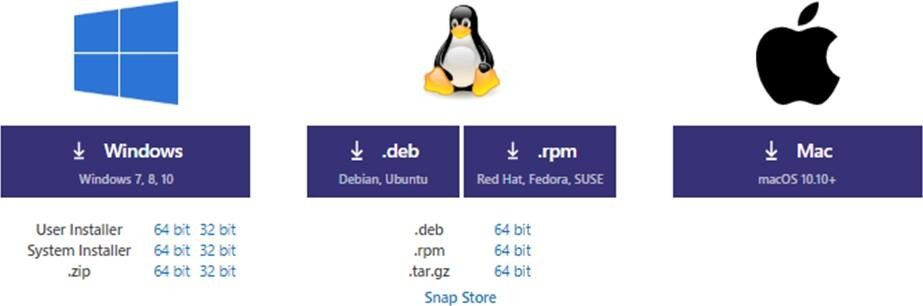 Windows
Windows 7, 8, 10
.deb
Debian, Ubuntu
.rpm
Red Hat, Fedora, SUSE
Mac
macOS 10.10+
User Installer 64 bit 32 bit
System Installer 64 bit 32 bit
.zip 64 bit 32 bit
.deb 64 bit
.rpm 64 bit
.tar.gz 64 bit
Snap Store